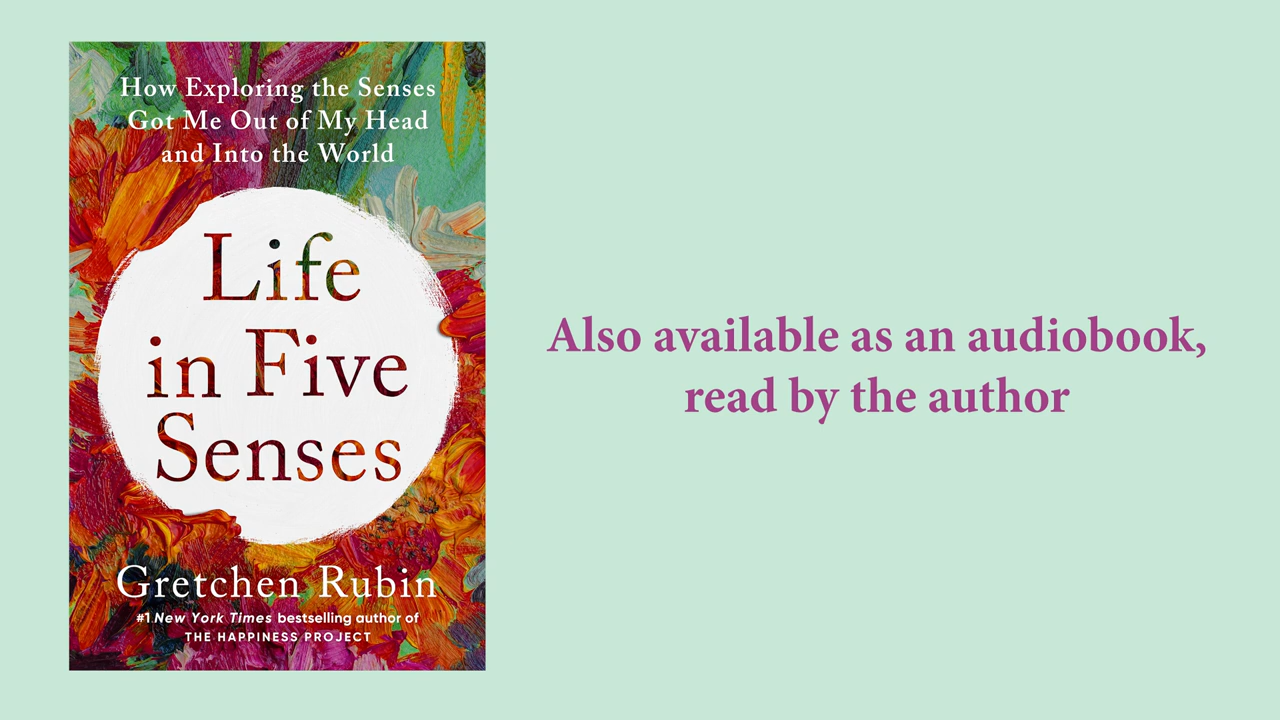 How Exploring the Senses
Got Me Out of My Head
and Into the World
Life
in Five
Senses
Gretchen Rubin
#1 New York Times bestselling author of
THE HAPPINESS PROJECT
Also available as an audiobook,
read by the author